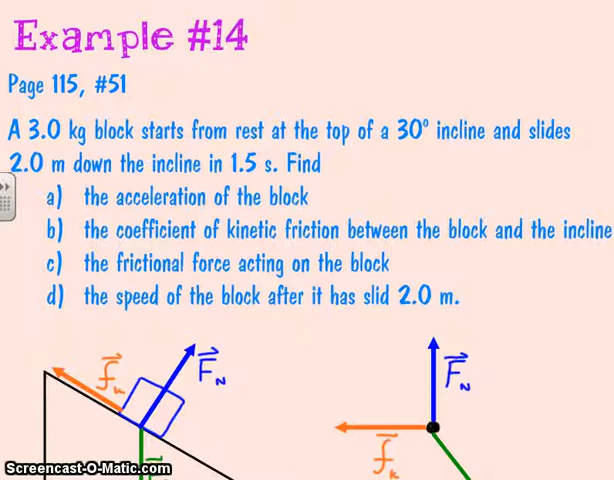 Example #14
Page 115, #51
A 3.0 kg block starts from rest at the top of a 30° incline and slides
2.0 m down the incline in 1.5 s. Find
a) the acceleration of the block
b) the coefficient of kinetic friction between the block and the incline
c) the frictional force acting on the block
d) the speed of the block after it has slid 2.0 m.
f k
F N
F N
f k
Screencast-O-Matic.com